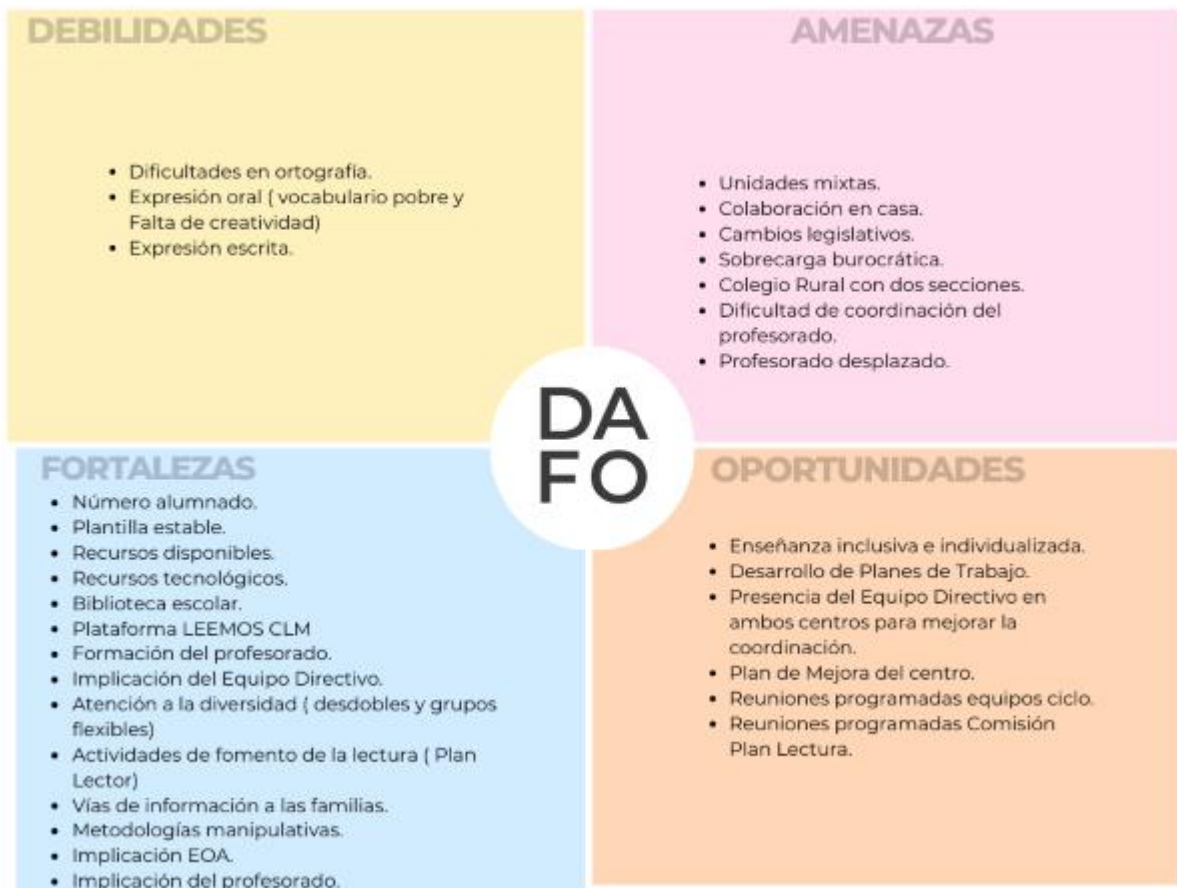 DEBILIDADES
• Dificultades en ortografía.
• Expresión oral ( vocabulario pobre y
Falta de creatividad)
• Expresión escrita.
AMENAZAS
• Unidades mixtas.
• Colaboración en casa.
• Cambios legislativos.
• Sobrecarga burocrática.
• Colegio Rural con dos secciones.
• Dificultad de coordinación del
profesorado.
• Profesorado desplazado.
DA
FO
FORTALEZAS
• Número alumnado.
• Plantilla estable.
• Recursos disponibles.
• Recursos tecnológicos.
• Biblioteca escolar.
• Plataforma LEEMOS CLM
• Formación del profesorado.
• Implicación del Equipo Directivo.
• Atención a la diversidad ( desdobles y grupos
flexibles)
• Actividades de fomento de la lectura ( Plan
Lector)
• Vías de información a las familias.
• Metodologías manipulativas.
• Implicación EOA.
• Implicación del profesorado.
OPORTUNIDADES
• Enseñanza inclusiva e individualizada.
• Desarrollo de Planes de Trabajo.
• Presencia del Equipo Directivo en
ambos centros para mejorar la
coordinación.
• Plan de Mejora del centro.
• Reuniones programadas equipos ciclo.
• Reuniones programadas Comisión
Plan Lectura.